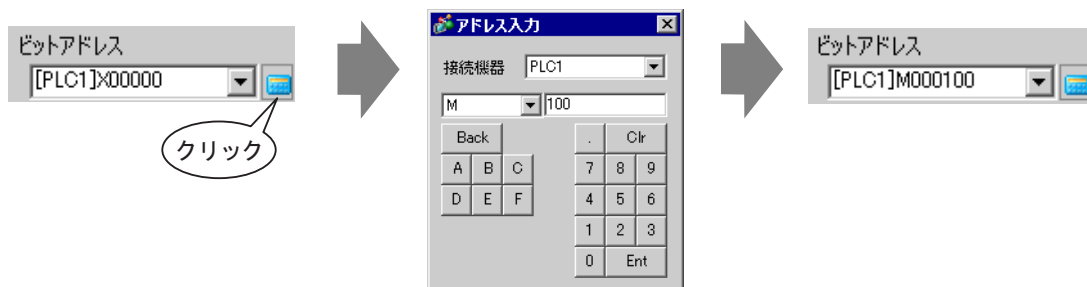 ビットアドレス
[PLC1]X00000
クリック
アドレス入力
接続機器 PLC1
M 100
Back . Clr
A B C 7 8 9
D E F 4 5 6
1 2 3
0 Ent
ビットアドレス
[PLC1]M000100